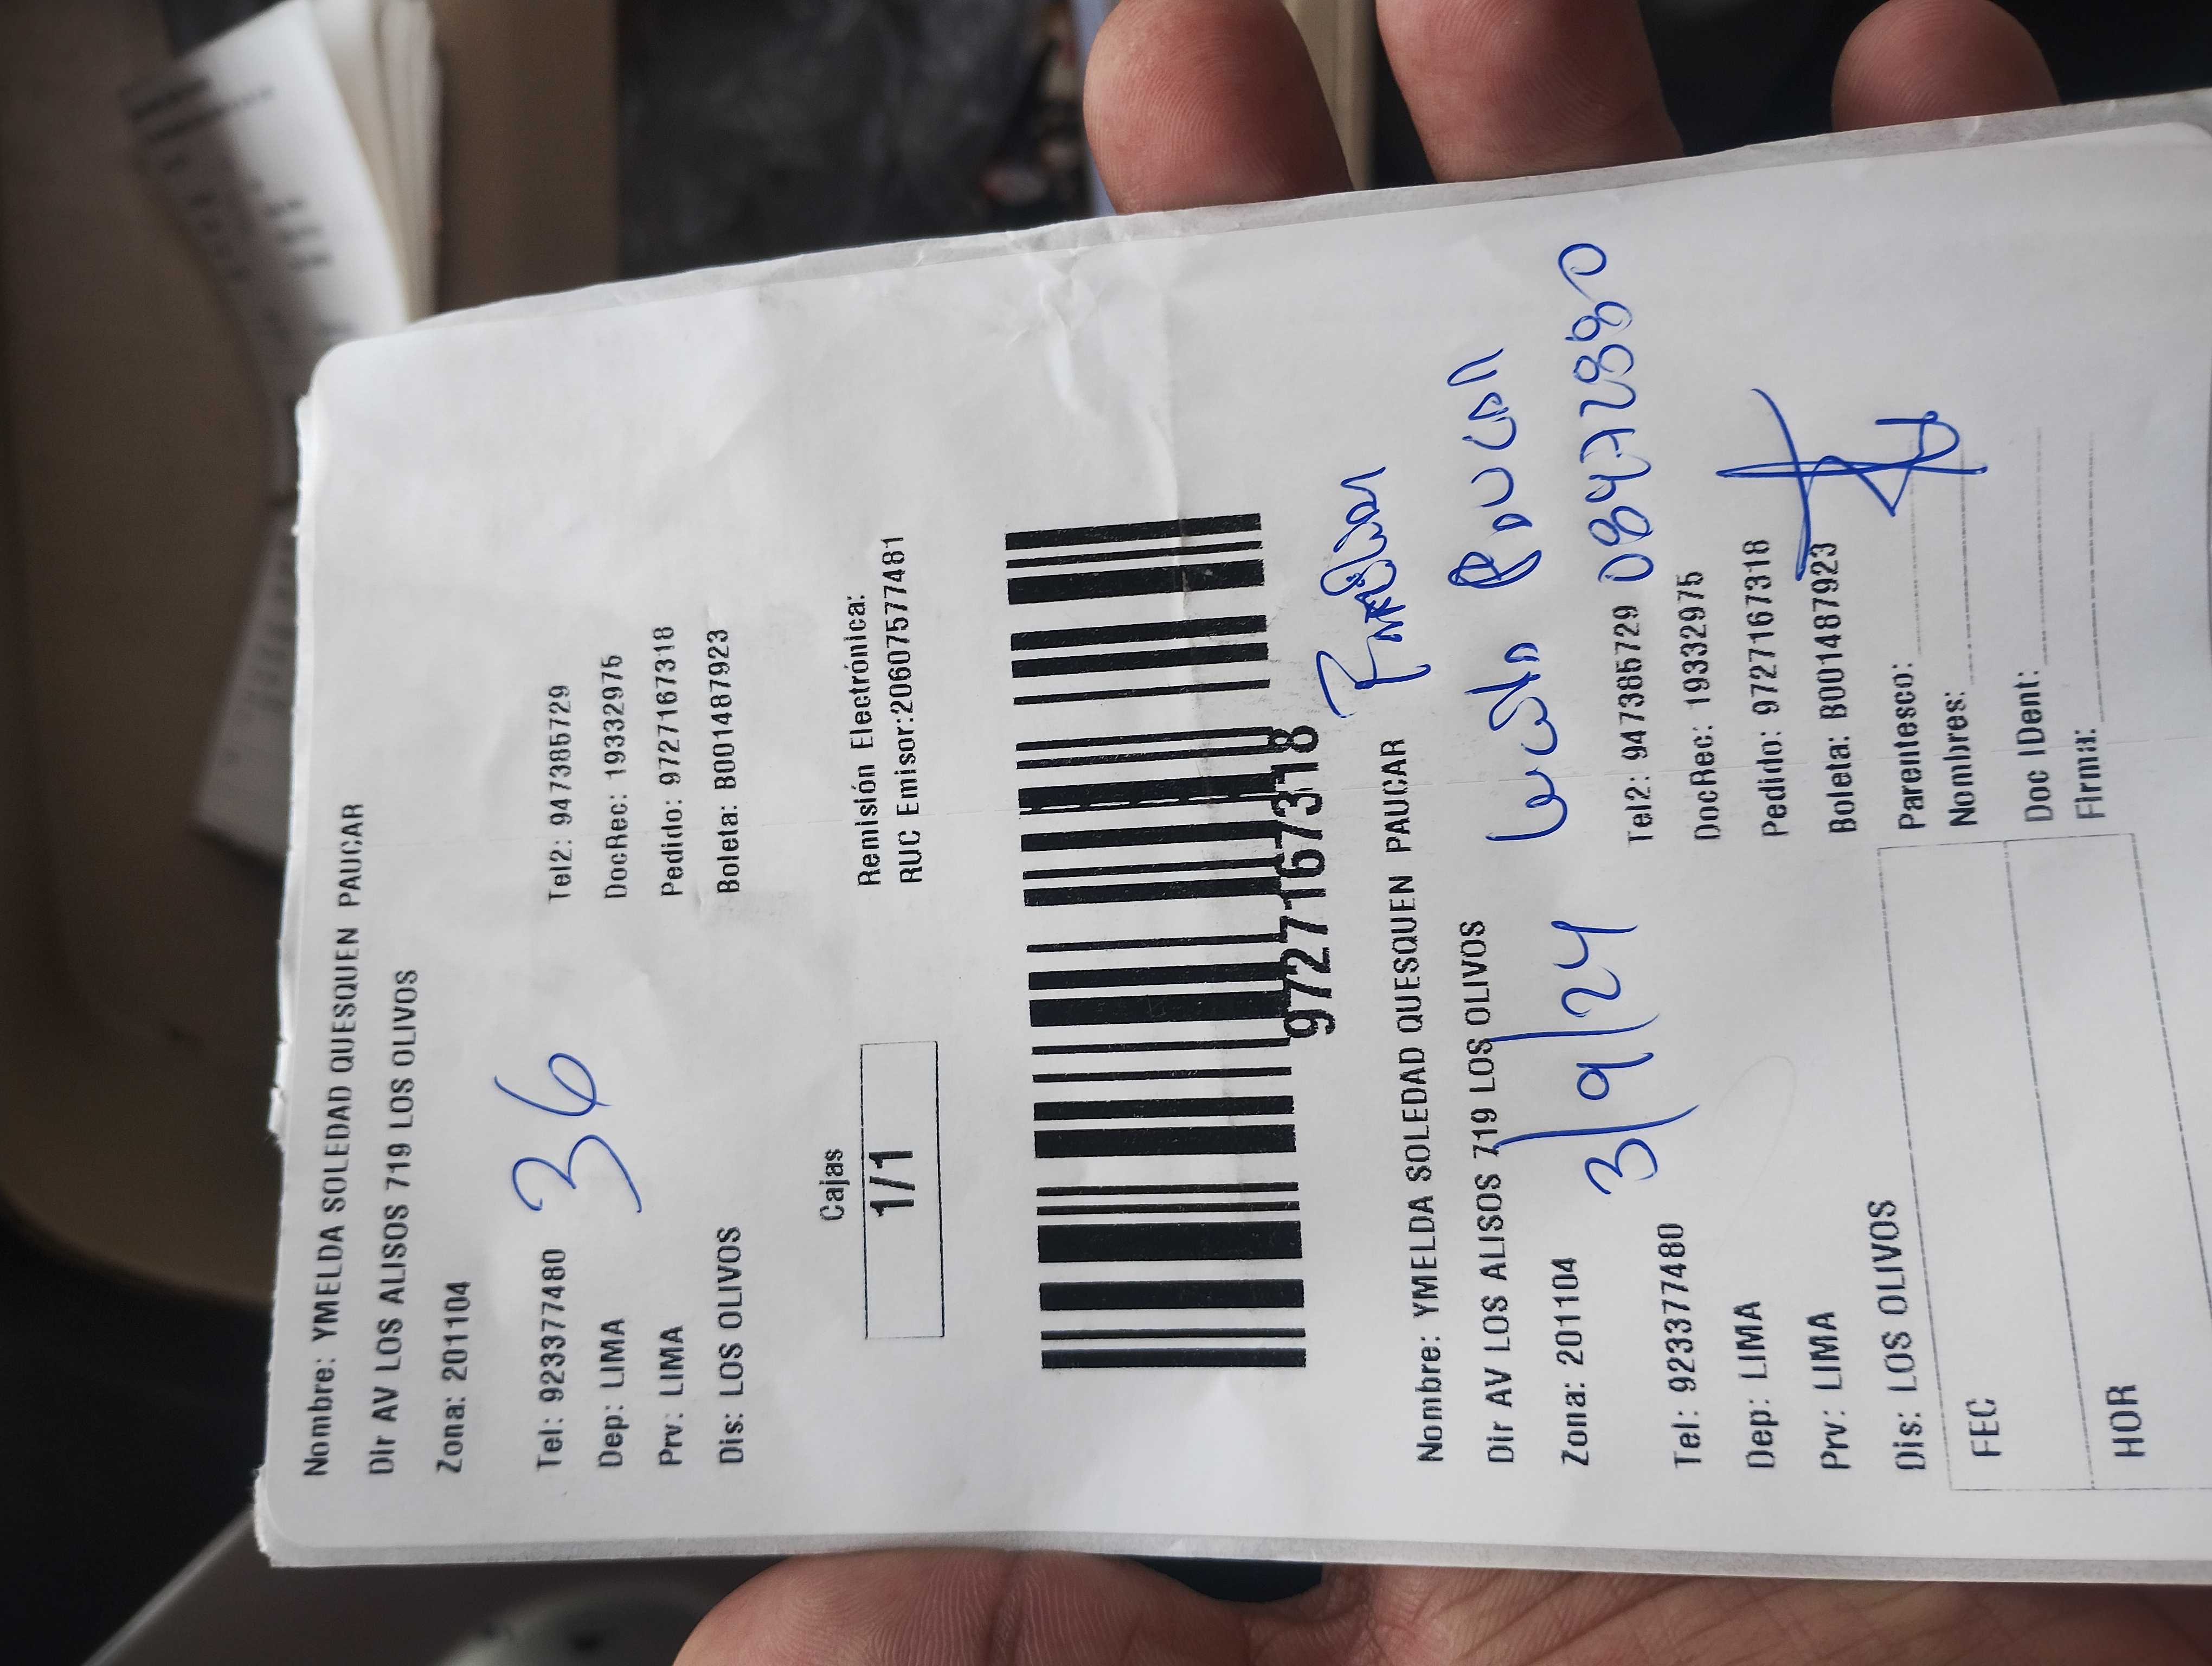 Nombre: YMELDA SOLEDAD QUESQUEN PAUCAR
Dir AV LOS ALISOS 719 LOS OLIVOS
Zona: 201104
36
Tel: 923377480 Tel2: 947385729
Dep: LIMA DocRec: 19332975
Prv: LIMA Pedido: 9727167318
Dis: LOS OLIVOS Boleta: B001487923
Cajas
1/1
Remisión Electrónica:
RUC Emisor:20607577481
9727167318
Nombre: YMELDA SOLEDAD QUESQUEN PAUCAR
Dir AV LOS ALISOS 719 LOS OLIVOS
Zona: 201104
3/9/24
08472880
Tel: 923377480 Tel2: 947385729
Dep: LIMA DocRec: 19332975
Prv: LIMA Pedido: 9727167318
Dis: LOS OLIVOS Boleta: B001487923
FEC Parentesco:
Nombres:
HOR Doc IDent:
Firma: